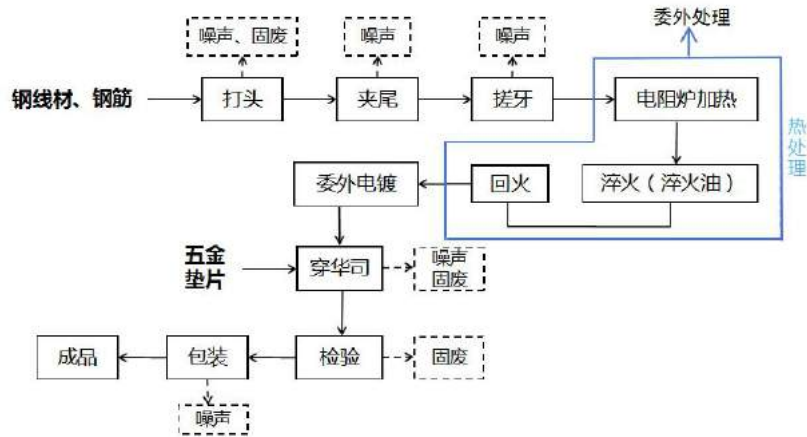 委外处理
噪声、固废
噪声
噪声
钢线材、钢筋
打头
夹尾
搓牙
电阻炉加热
热处理
委外电镀
回火
淬火（淬火油）
五金
垫片
穿华司
噪声
固废
成品
包装
检验
固废
噪声